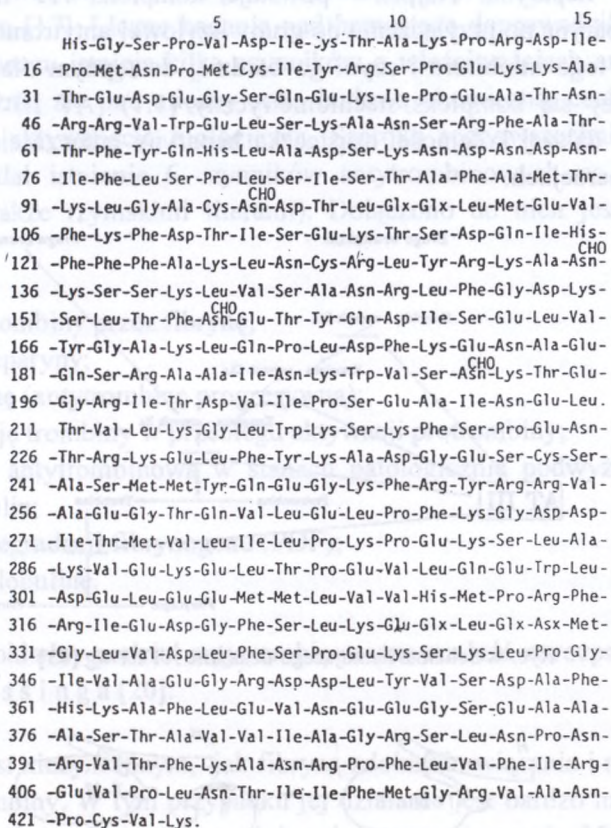 5 10 15
His-Gly-Ser-Pro-Val-Asp-Ile-Cys-Thr-Ala-Lys-Pro-Arg-Asp-Ile-
16 -Pro-Met-Asn-Pro-Met-Cys-Ile-Tyr-Arg-Ser-Pro-Glu-Lys-Lys-Ala-
31 -Thr-Glu-Asp-Glu-Gly-Ser-Gln-Glu-Lys-Ile-Pro-Glu-Ala-Thr-Asn-
46 -Arg-Arg-Val-Trp-Glu-Leu-Ser-Lys-Ala-Asn-Ser-Arg-Phe-Ala-Thr-
-Thr-Phe-Tyr-Gln-His-Leu-Ala-Asp-Ser-Lys-Asn-Asp-Asn-Asp-Asn-
76 -Ile-Phe-Leu-Ser-Pro-Leu-Ser-Ile-Ser-Thr-Ala-Phe-Ala-Met-Thr-
CHO
91 -Lys-Leu-Gly-Ala-Cys-Asn-Asp-Thr-Leu-Glx-Glx-Leu-Met-Glu-Val-
106 -Phe-Lys-Phe-Asp-Thr-Ile-Ser-Glu-Lys-Thr-Ser-Asp-Gln-Ile-His-
CHO
121 -Phe-Phe-Phe-Ala-Lys-Leu-Asn-Cys-Arg-Leu-Tyr-Arg-Lys-Ala-Asn-
136 -Lys-Ser-Ser-Lys-Leu-Val-Ser-Ala-Asn-Arg-Leu-Phe-Gly-Asp-Lys-
CHO
151 -Ser-Leu-Thr-Phe-Asn-Glu-Thr-Tyr-Gln-Asp-Ile-Ser-Glu-Leu-Val-
166 -Tyr-Gly-Ala-Lys-Leu-Gln-Pro-Leu-Asp-Phe-Lys-Glu-Asn-Ala-Glu-
CHO
181 -Gln-Ser-Arg-Ala-Ala-Ile-Asn-Lys-Trp-Val-Ser-Asn-Lys-Thr-Glu-
196 -Gly-Arg-Ile-Thr-Asp-Val-Ile-Pro-Ser-Glu-Ala-Ile-Asn-Glu-Leu.
211 Thr-Val-Leu-Val-Leu-Val-Asn-Thr-Ile-Tyr-Phe-Lys-Gly-Leu-Trp-Lys-Ser-Lys-Phe-Ser-Pro-Glu-Asn-
226 -Thr-Arg-Lys-Glu-Leu-Phe-Tyr-Lys-Ala-Asp-Gly-Glu-Ser-Cys-Ser-
241 -Ala-Ser-Met-Met-Tyr-Gln-Glu-Gly-Lys-Phe-Arg-Tyr-Arg-Arg-Val-
256 -Ala-Glu-Gly-Thr-Gln-Val-Leu-Glu-Leu-Pro-Phe-Lys-Gly-Asp-Asp-
271 -Ile-Thr-Met-Val-Leu-Ile-Leu-Pro-Lys-Pro-Glu-Lys-Ser-Leu-Ala-
286 -Lys-Val-Glu-Lys-Glu-Leu-Thr-Pro-Glu-Val-Leu-Gln-Glu-Trp-Leu-
301 -Asp-Glu-Leu-Glu-Glu-Met-Met-Leu-Val-Val-His-Met-Pro-Arg-Phe-
316 -Arg-Ile-Glu-Asp-Gly-Phe-Ser-Leu-Lys-Glu-Glx-Leu-Glx-Asx-Met-
331 -Gly-Leu-Val-Asp-Leu-Phe-Ser-Pro-Glu-Lys-Ser-Lys-Leu-Pro-Gly-
346 -Ile-Val-Ala-Glu-Gly-Arg-Asp-Asp-Leu-Tyr-Val-Ser-Asp-Ala-Phe-
361 -His-Lys-Ala-Phe-Leu-Glu-Val-Asn-Glu-Glu-Gly-Ser-Glu-Ala-Ala-
376 -Ala-Ser-Thr-Ala-Val-Val-Ile-Ala-Gly-Arg-Ser-Leu-Asn-Pro-Asn-
391 -Arg-Val-Thr-Phe-Lys-Ala-Asn-Arg-Pro-Phe-Leu-Val-Phe-Ile-Arg-
406 -Glu-Val-Pro-Leu-Asn-Thr-Ile-Ile-Phe-Met-Gly-Arg-Val-Ala-Asn-
421 -Pro-Cys-Val-Lys.